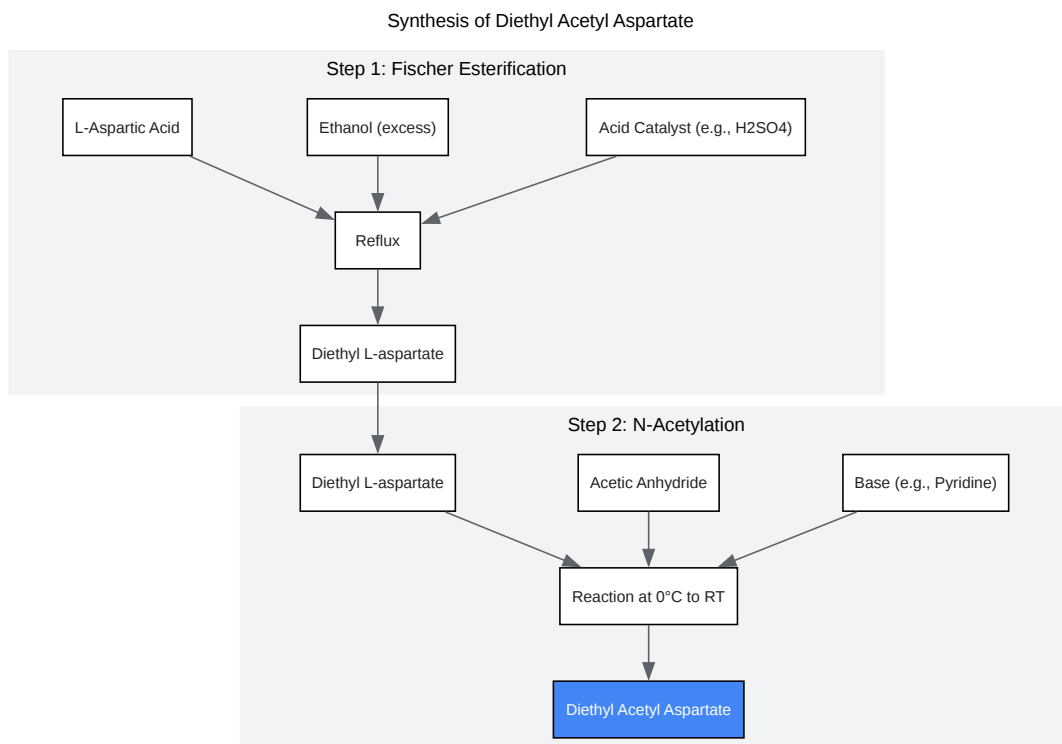 Synthesis of Diethyl Acetyl Aspartate
Step 1: Fischer Esterification
L-Aspartic Acid
Ethanol (excess)
Acid Catalyst (e.g., H2SO4)
Reflux
Diethyl L-aspartate
Step 2: N-Acetylation
Diethyl L-aspartate
Acetic Anhydride
Base (e.g., Pyridine)
Reaction at 0°C to RT
Diethyl Acetyl Aspartate